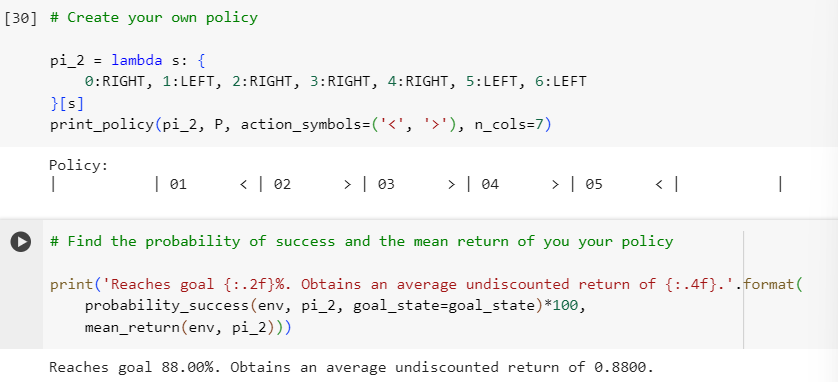 [30] # Create your own policy
pi_2 = lambda s: {
    0:RIGHT, 1:LEFT, 2:RIGHT, 3:RIGHT, 4:RIGHT, 5:LEFT, 6:LEFT
}[s]
print_policy(pi_2, P, action_symbols=('<', '>'), n_cols=7)
Policy:
|           | 01      < | 02      > | 03      > | 04      > | 05      < |           |
# Find the probability of success and the mean return of you your policy
print('Reaches goal {:.2f}%. Obtains an average undiscounted return of {:.4f}.'.format(
    probability_success(env, pi_2, goal_state=goal_state)*100,
    mean_return(env, pi_2)))
Reaches goal 88.00%. Obtains an average undiscounted return of 0.8800.